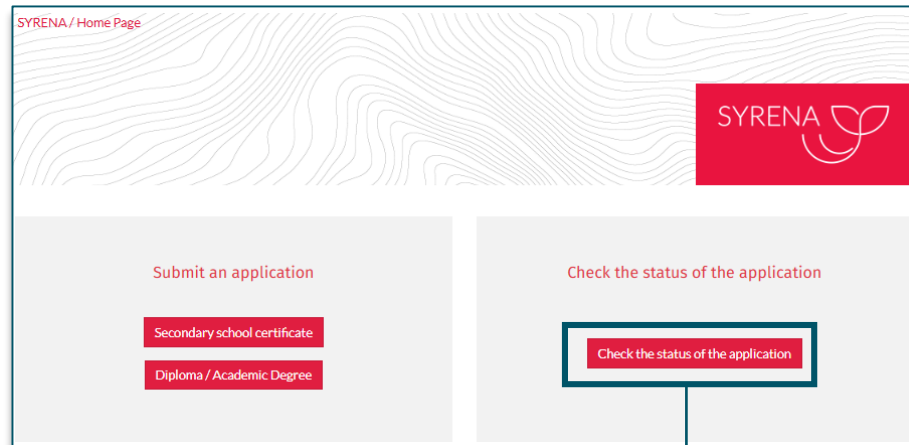 SYRENA / Home Page
SYRENA
Submit an application
Secondary school certificate
Diploma / Academic Degree
Check the status of the application
Check the status of the application